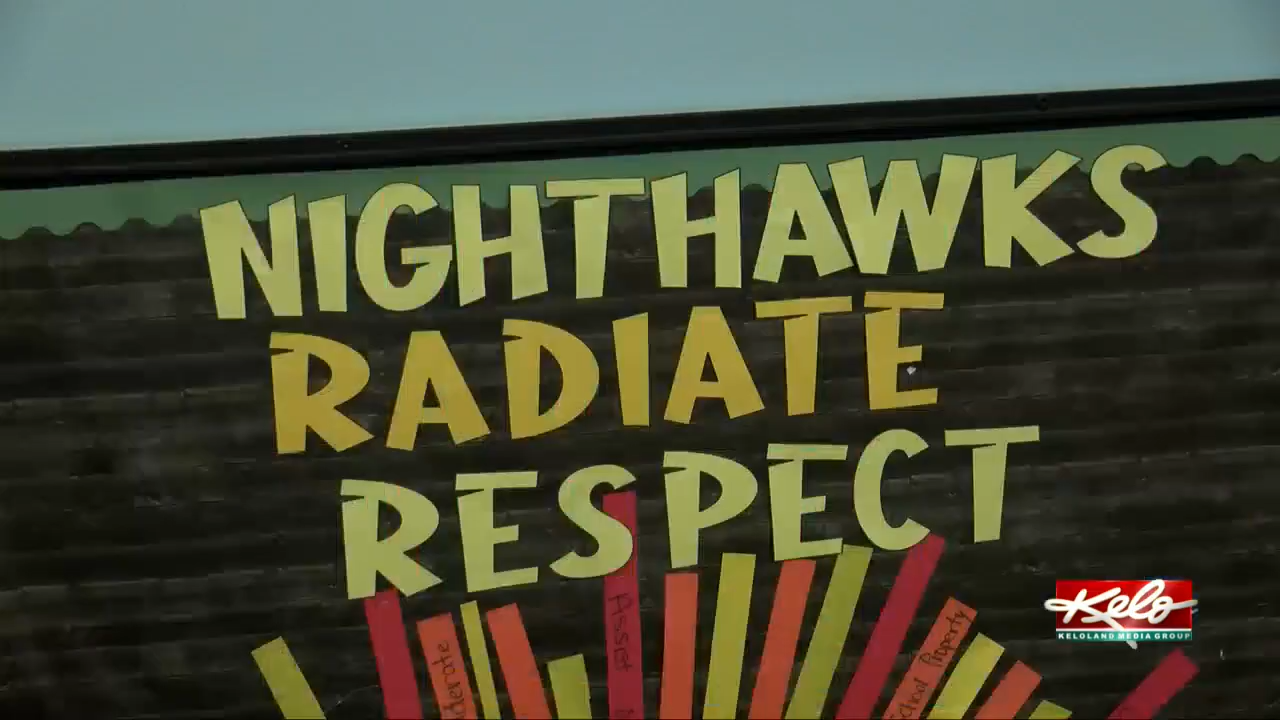 NIGHTHAWKS
RADIATE
RESPECT
Assist
School Property
Kelo
KELOLAND MEDIA GROUP